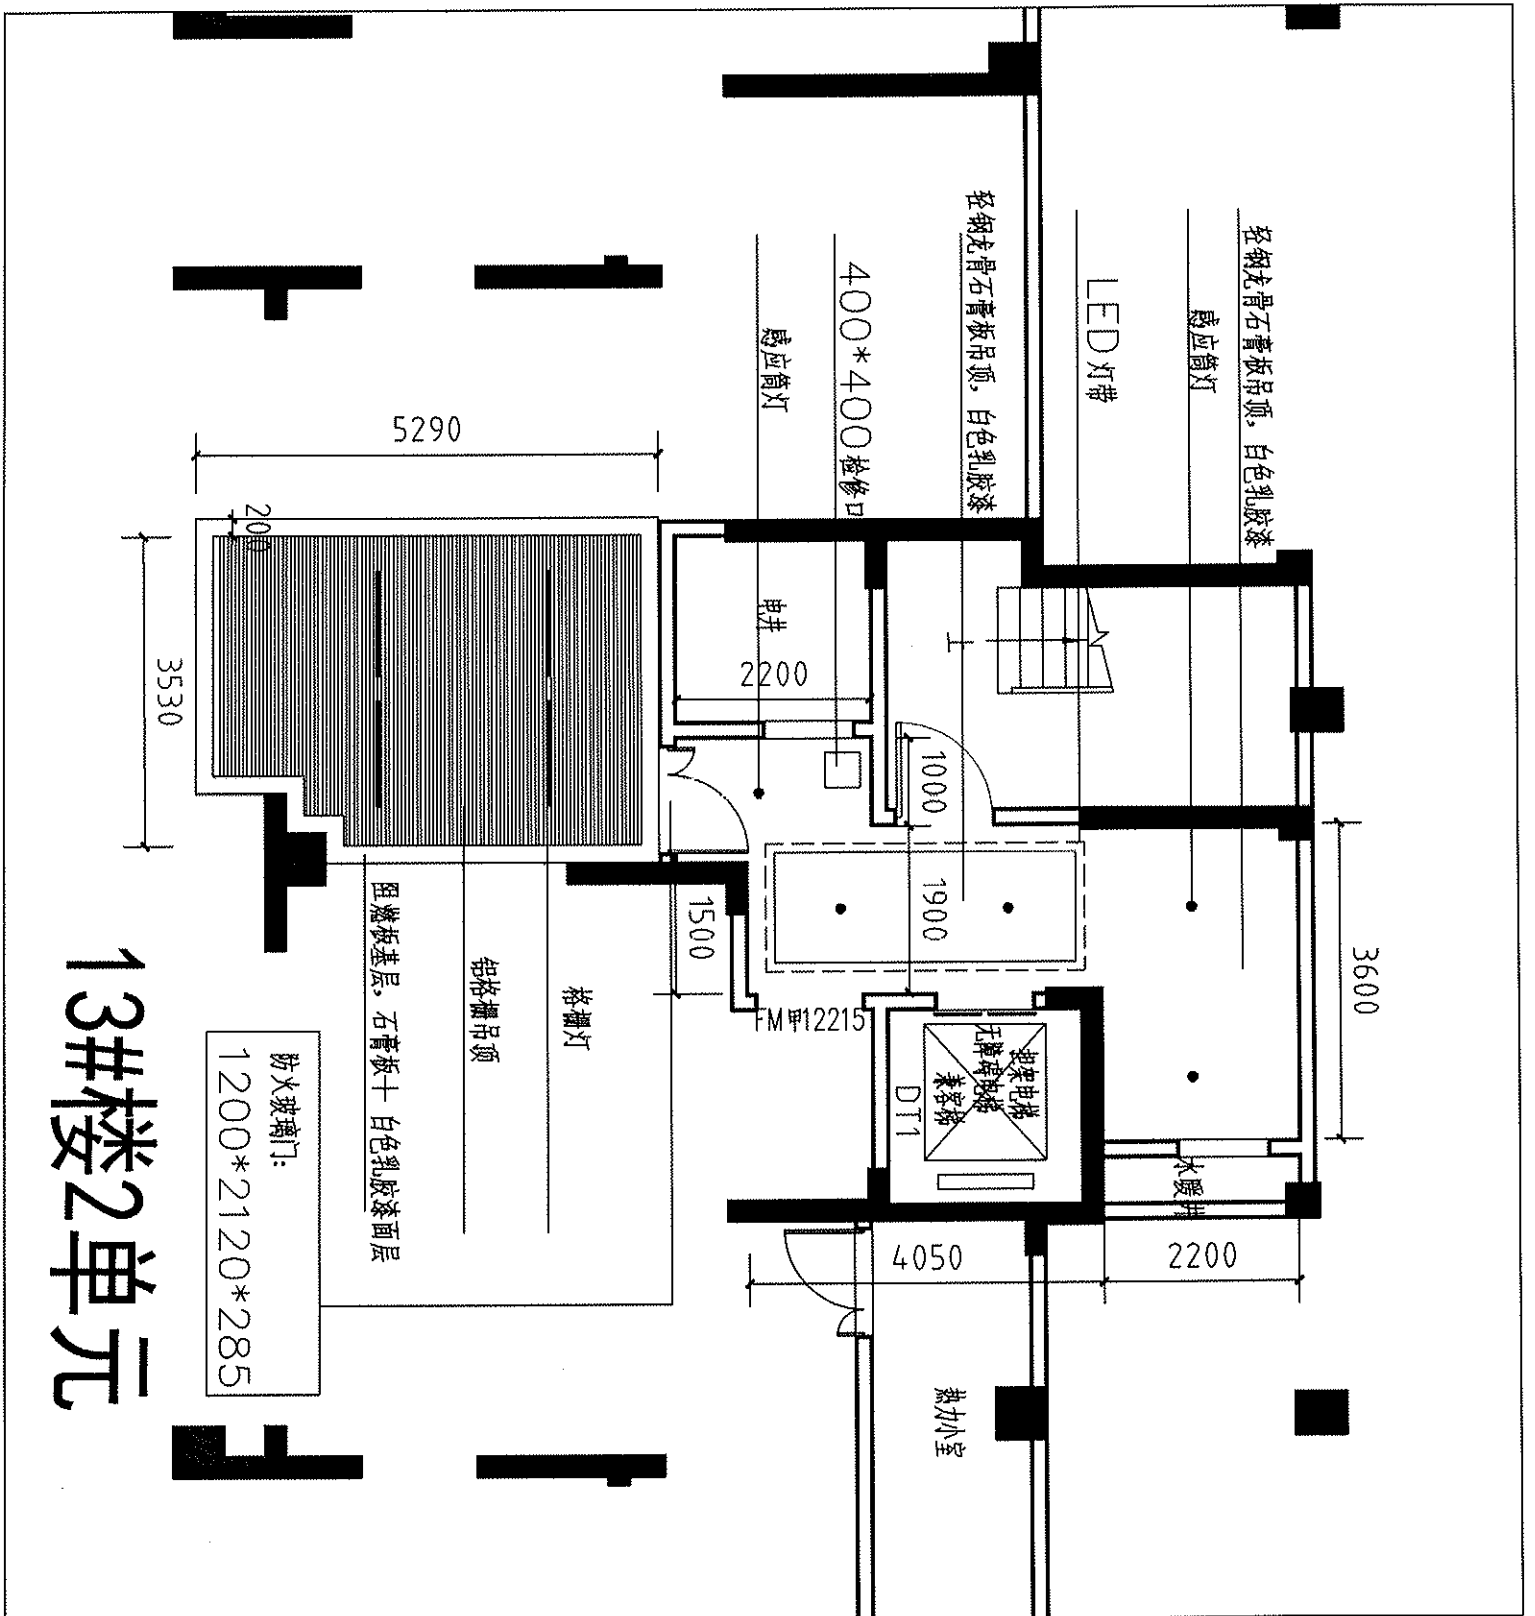 轻钢龙骨石膏板吊顶，白色乳胶漆
感应筒灯
LED灯带
轻钢龙骨石膏板吊顶，白色乳胶漆
400*400检修口
感应筒灯
5290
200
3530
电井
2200
1000
1900
1500
3600
FM甲12215
担架电梯
无障碍电梯
兼客梯
DT1
水暖井
4050
2200
热力小室
格栅灯
铝格栅吊顶
阻燃板基层，石膏板十 白色乳胶漆面层
防火玻璃门：
1200*2120*285
13#楼2单元